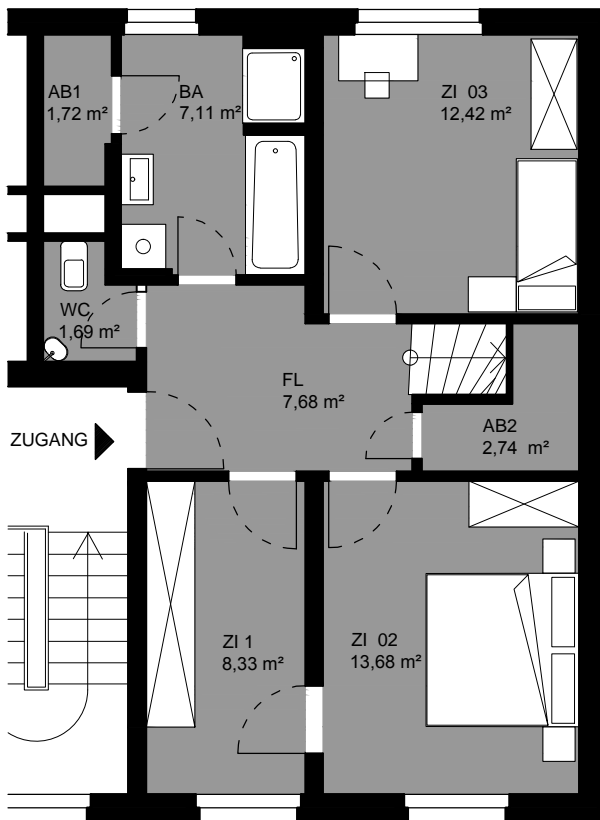 AB1
1,72 m²
BA
7,11 m²
ZI 03
12,42 m²
WC
1,69 m²
FL
7,68 m²
ZUGANG
AB2
2,74 m²
ZI 1
8,33 m²
ZI 02
13,68 m²